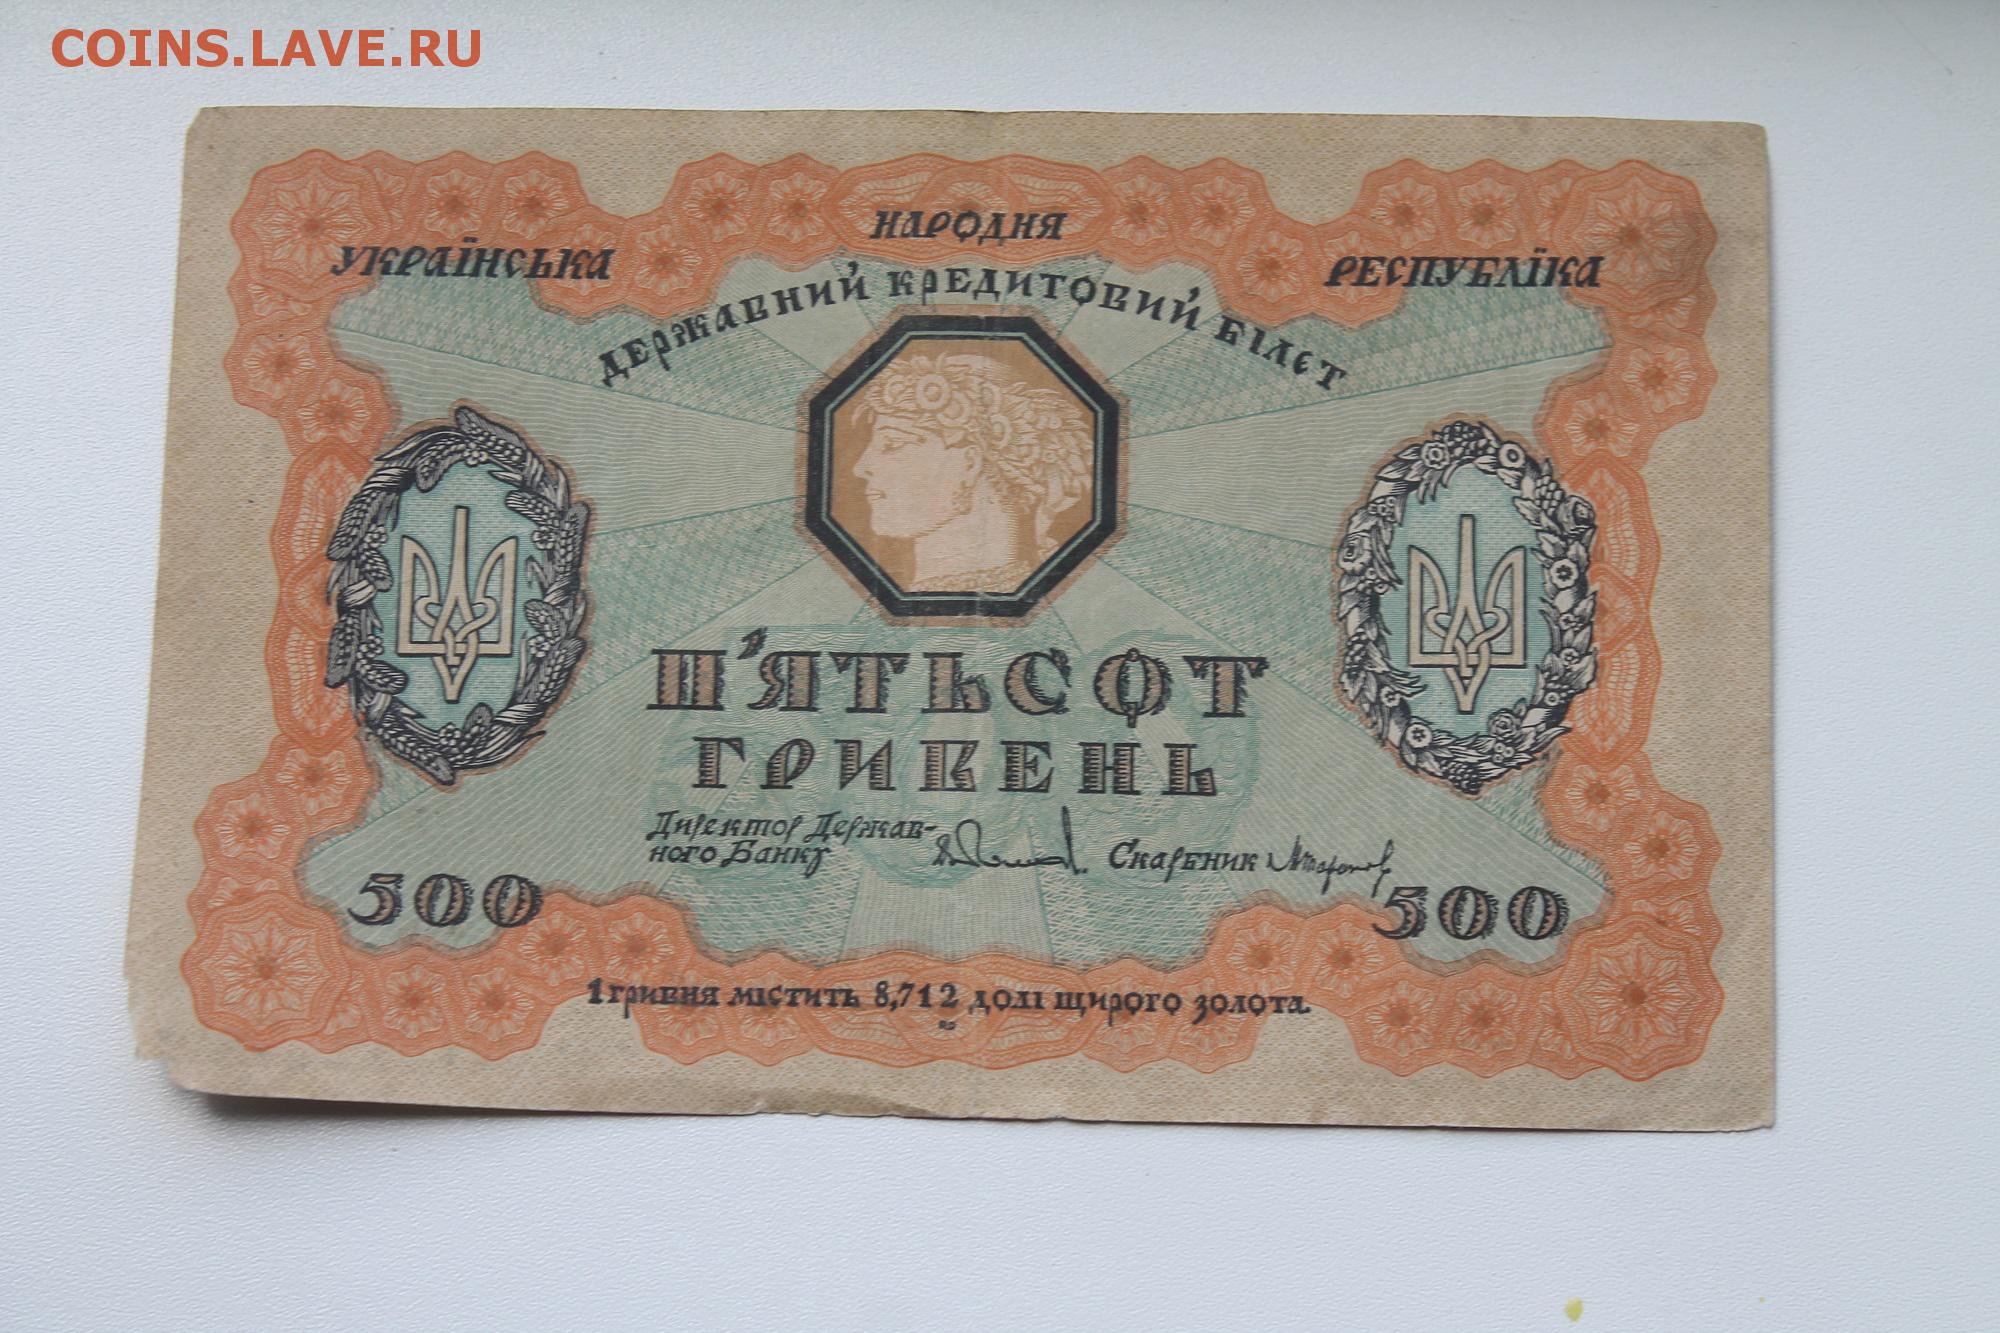 COINS.LAVE.RU
УКРАЇНСЬКА НАРОДНЯ РЕСПУБЛІКА
ДЕРЖАВНИЙ КРЕДИТОВИЙ БІЛЄТ
П'ЯТЬСОТ
ГРИВЕНЬ
Директор Держав-
ного Банку
Скарбник
500 500
1 гривня містить 8,712 долі щирого золота.